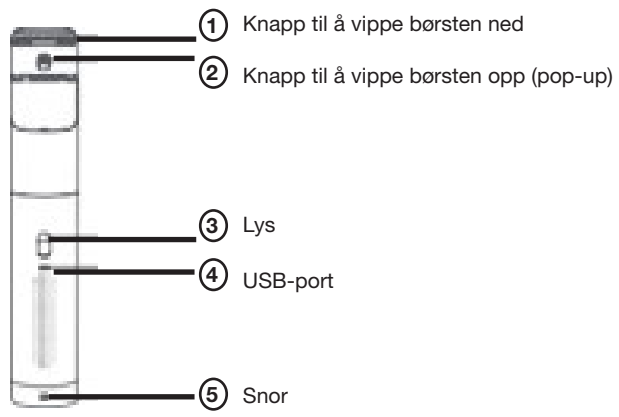 1 Knapp til å vippe børsten ned
2 Knapp til å vippe børsten opp (pop-up)
3 Lys
4 USB-port
5 Snor